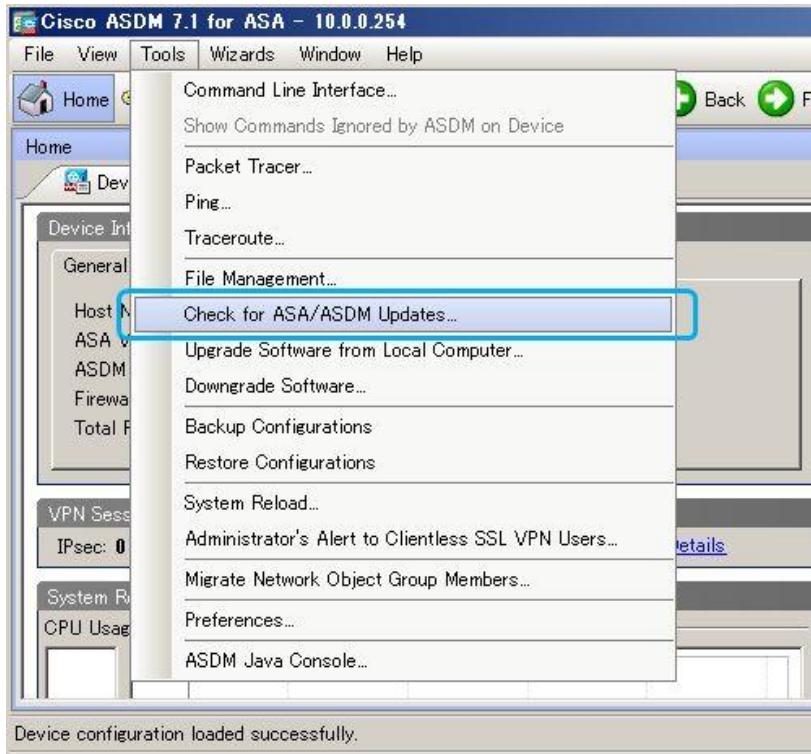 Cisco ASDM 7.1 for ASA - 10.0.0.254
File View Tools Wizards Window Help
Home Back
Command Line Interface...
Show Commands Ignored by ASDM on Device
Home
Packet Tracer...
Ping...
Traceroute...
General
File Management...
Host
Check for ASA/ASDM Updates...
ASA
Upgrade Software from Local Computer...
ASDM
Downgrade Software...
Total
Backup Configurations
Restore Configurations
System Reload...
VPN
Administrator's Alert to Clientless SSL VPN Users...
IPsec: 0
Migrate Network Object Group Members...
System
Preferences...
CPU
ASDM Java Console...
Device configuration loaded successfully.